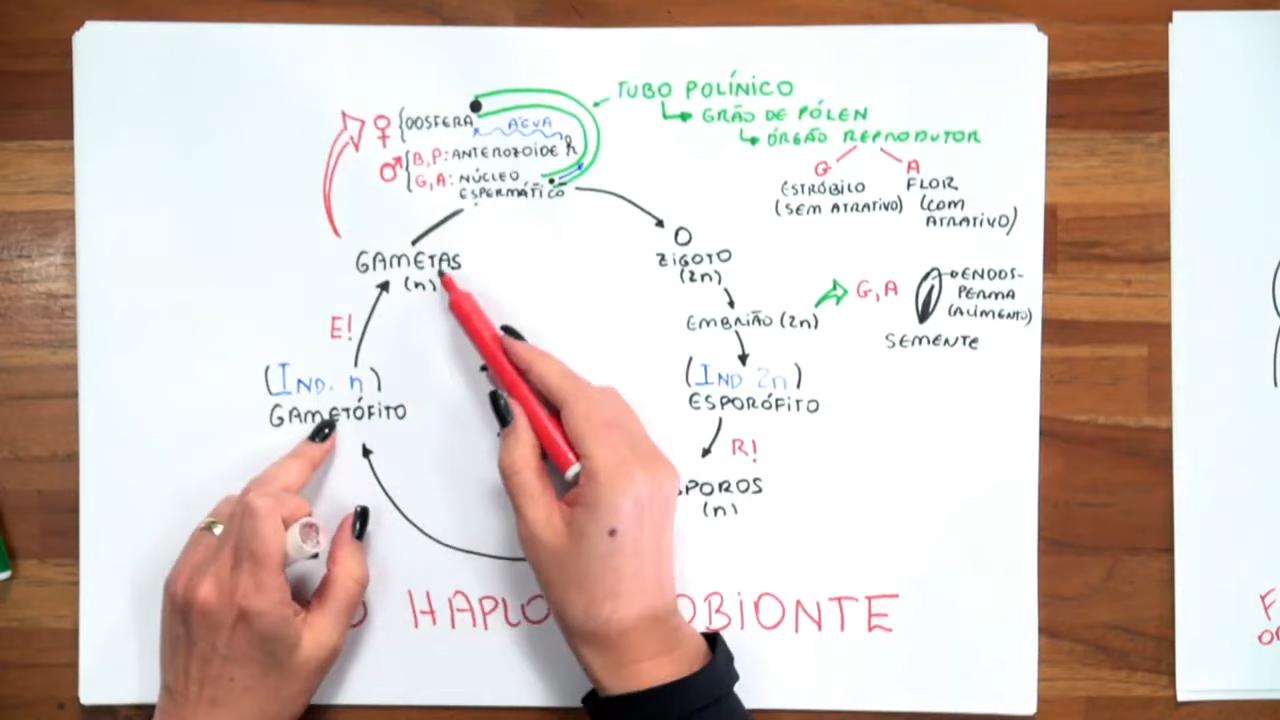 TUBO POLÍNICO
GRÃO DE PÓLEN
ÓRGÃO REPRODUTOR
G A
ESTRÓBILO
(SEM ATRATIVO)
FLOR
(COM
ATRATIVO)
♀ {OOSFERA
ÁGUA
♂ {B,P: ANTEROZOIDE
G,A: NÚCLEO
ESPERMÁTICO
GAMETAS
(n)
E!
(IND. n)
GAMETÓFITO
ZIGOTO
(2n)
EMBRIÃO (2n)
G, A
ENDOS-
PERMA
(ALIMENTO)
SEMENTE
(IND 2n)
ESPORÓFITO
R!
SPOROS
(n)
O HAPLO OBIONTE